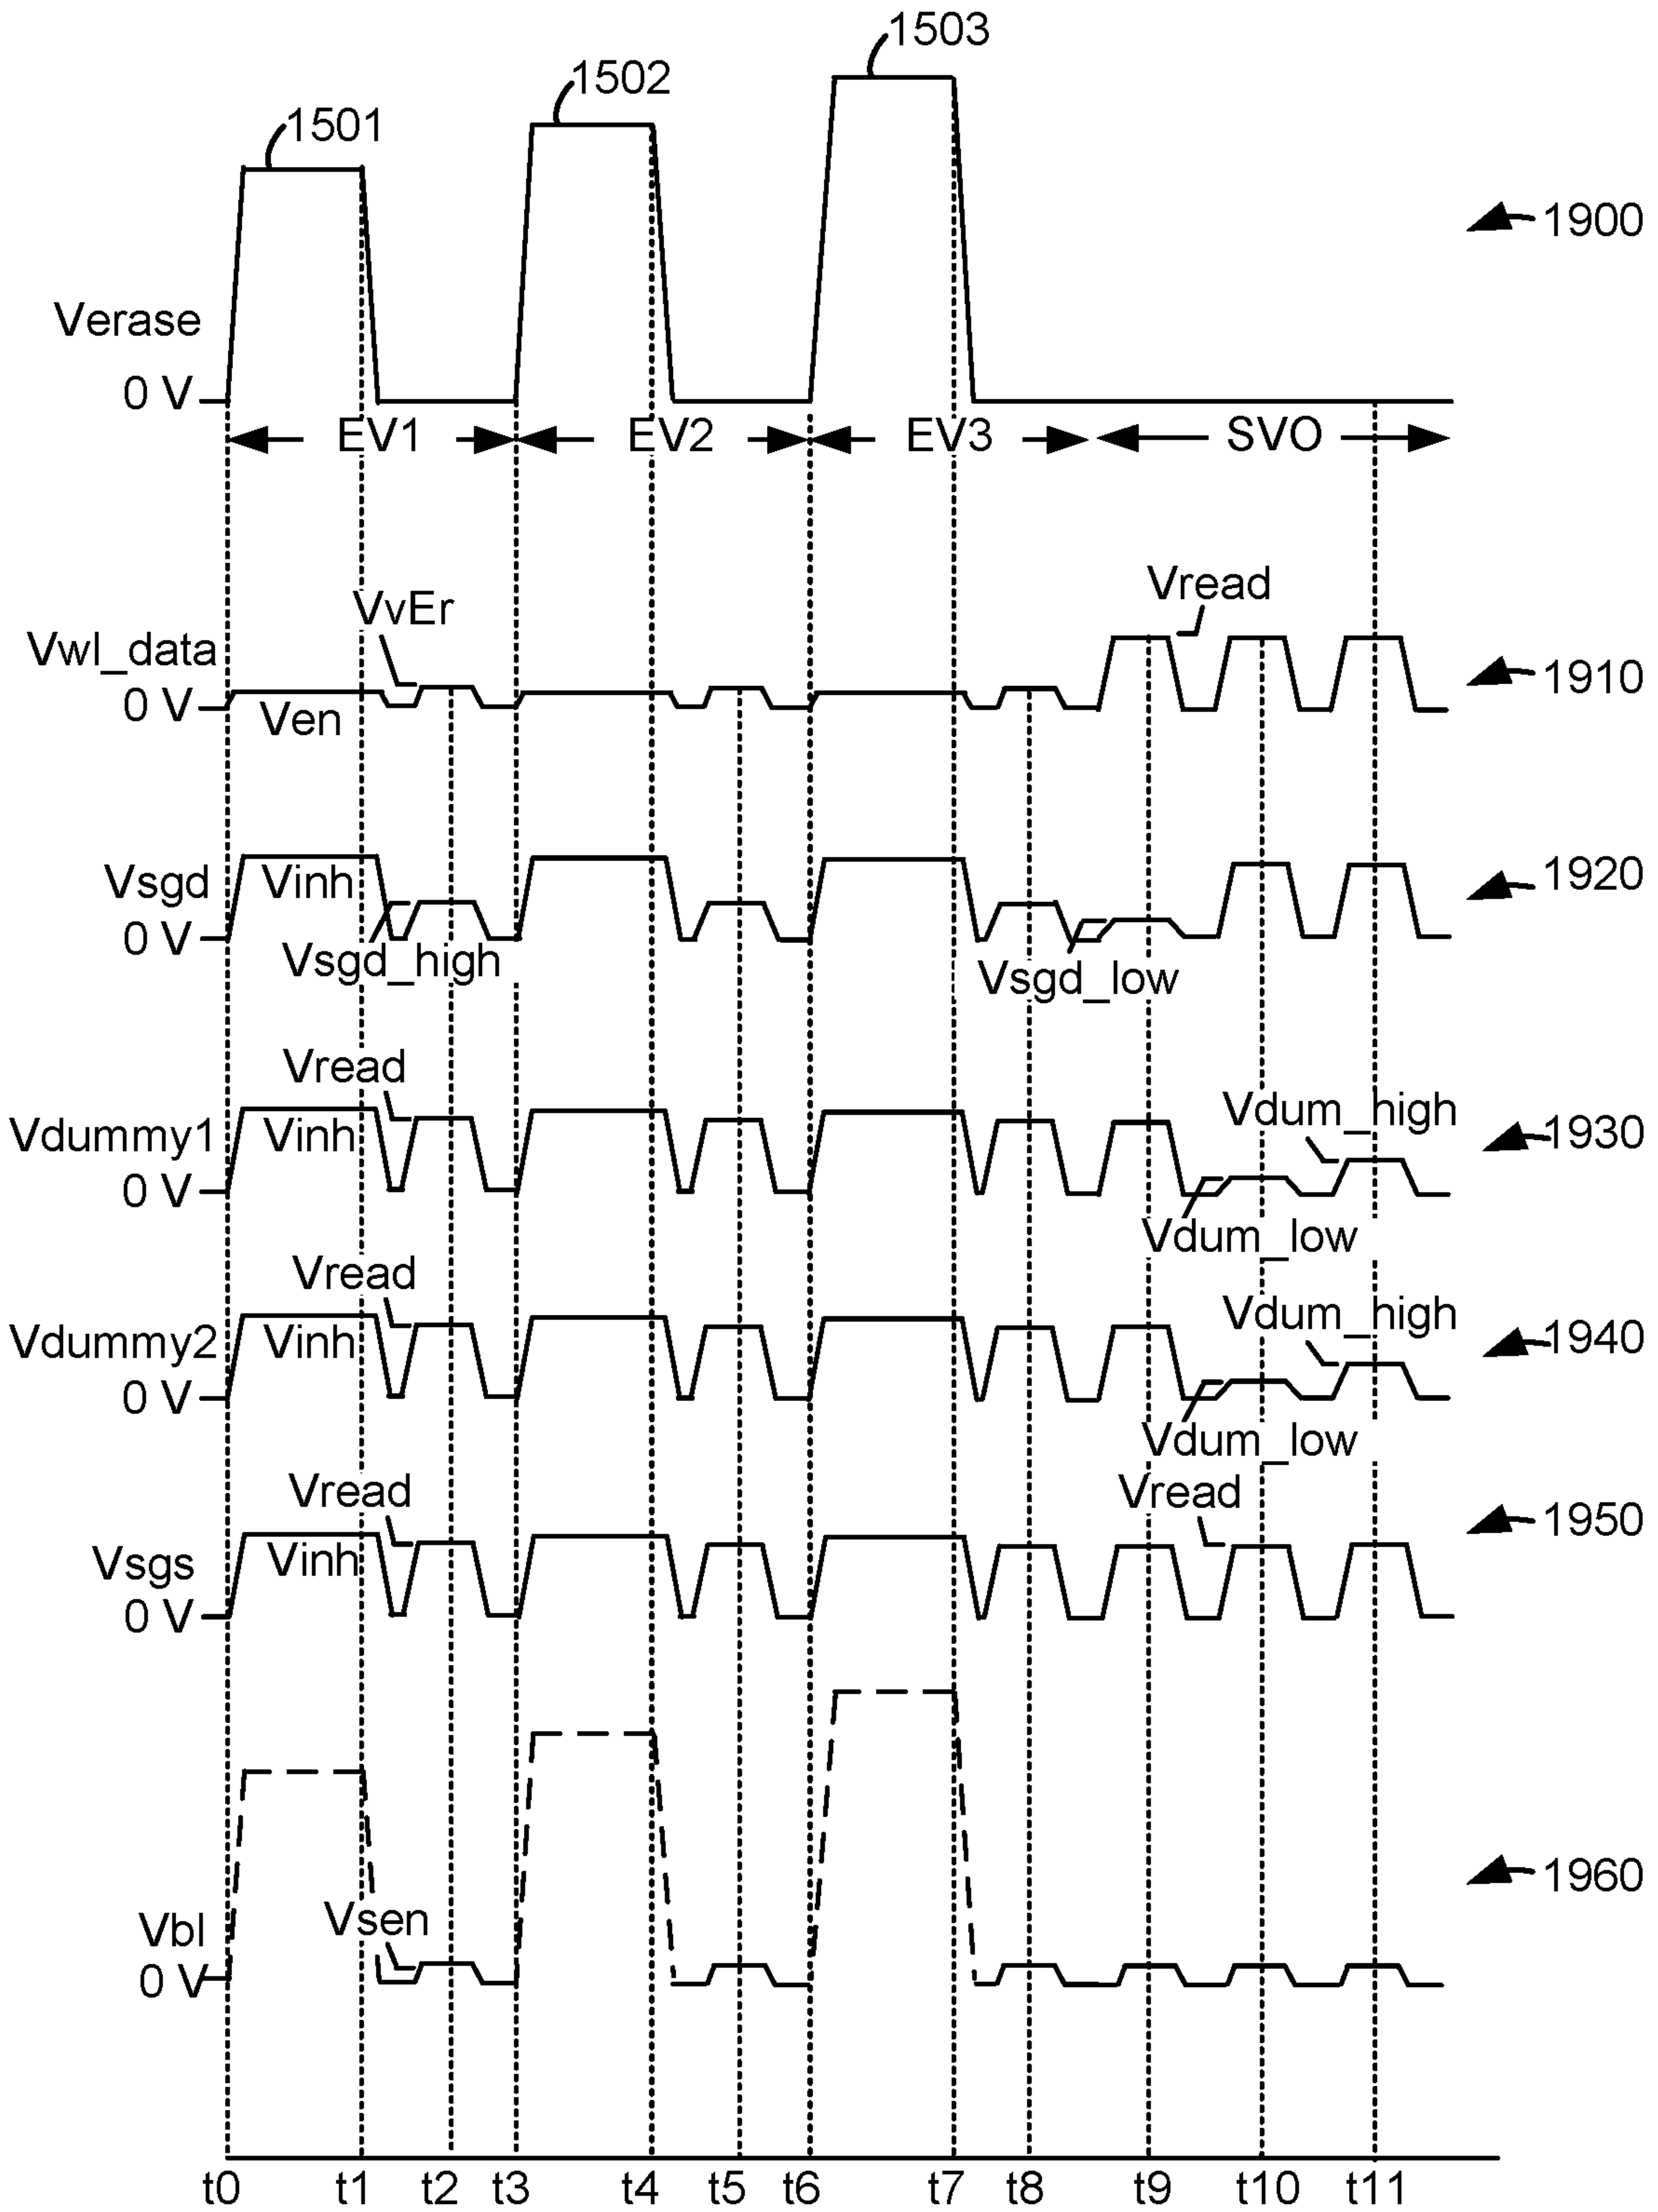 1503
1502
1501
1900
Verase
0 V
EV1
EV2
EV3
SVO
Vread
VvEr
Vwl_data
1910
0 V
Ven
Vsgd
Vinh
1920
0 V
Vsgd_high
Vsgd_low
Vread
Vdum_high
Vdummy1
Vinh
1930
0 V
Vdum_low
Vread
Vdum_high
Vdummy2
Vinh
1940
0 V
Vdum_low
Vread
Vread
1950
Vsgs
Vinh
0 V
1960
Vsen
Vbl
0 V
t0 t1 t2 t3 t4 t5 t6 t7 t8 t9 t10 t11